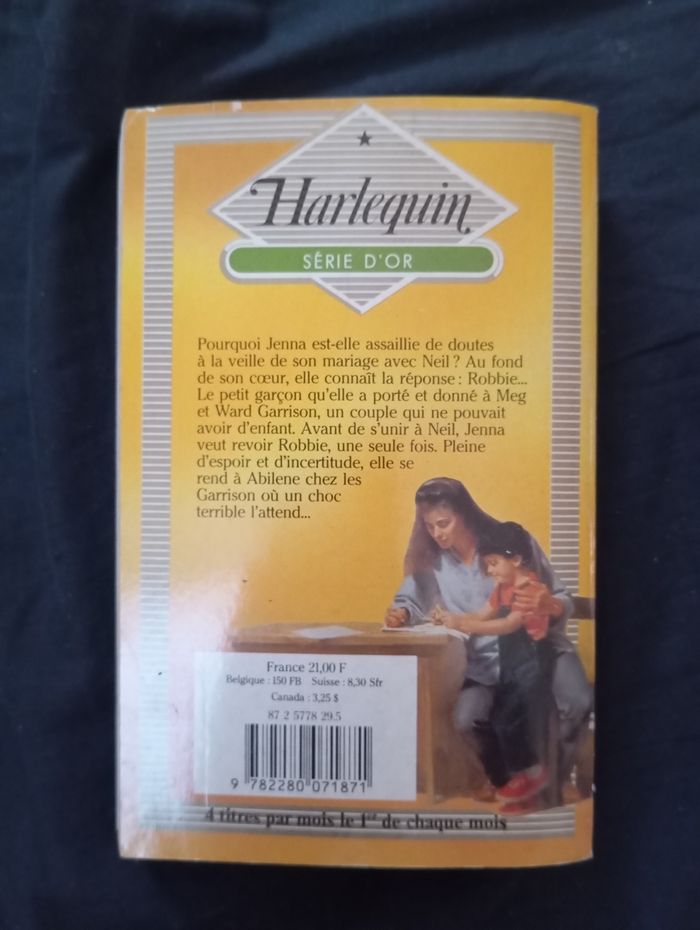 Harlequin
SÉRIE D'OR
Pourquoi Jenna est-elle assaillie de doutes
à la veille de son mariage avec Neil ? Au fond
de son cœur, elle connaît la réponse : Robbie...
Le petit garçon qu'elle a porté et donné à Meg
et Ward Garrison, un couple qui ne pouvait
avoir d'enfant. Avant de s'unir à Neil, Jenna
veut revoir Robbie, une seule fois. Pleine
d'espoir et d'incertitude, elle se
rend à Abilene chez les
Garrison où un choc
terrible l'attend...
France 21,00 F
Belgique : 150 FB Suisse : 8,30 Sfr
Canada : 3,25 $
87 2 5778 29.5
9 782280 071871
4 titres par mois le 1er de chaque mois